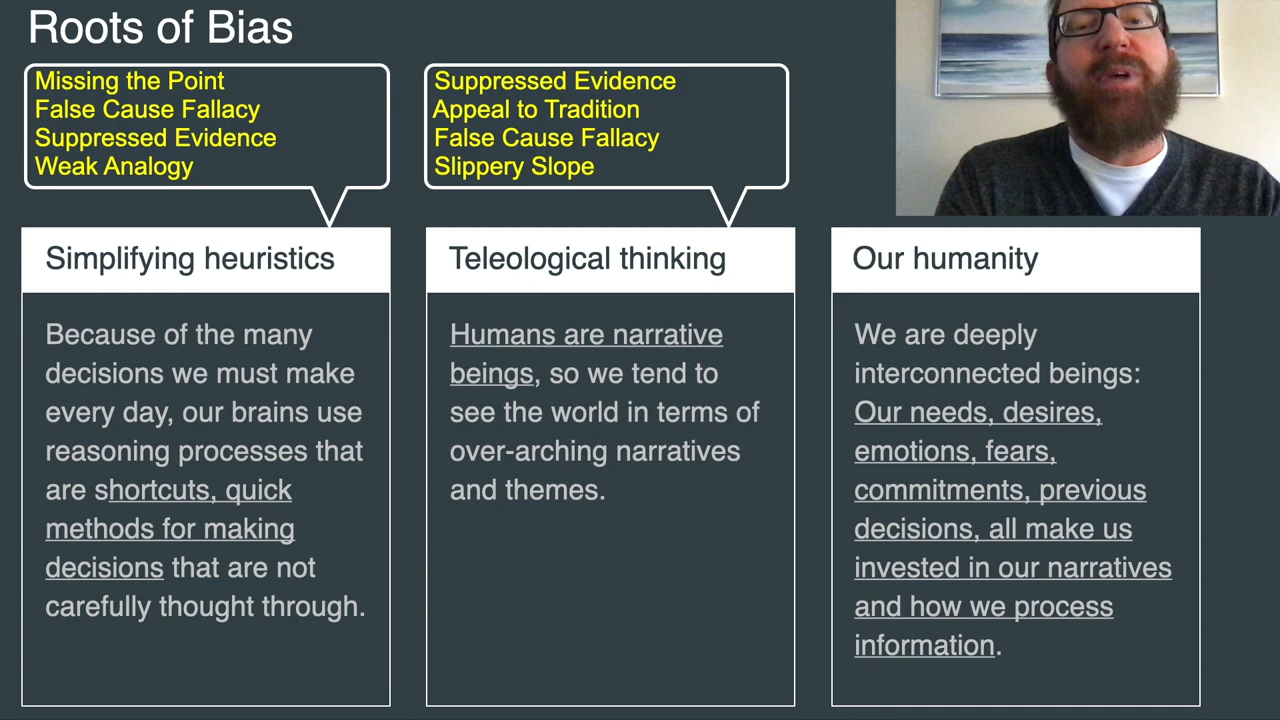 Roots of Bias
Missing the Point
False Cause Fallacy
Suppressed Evidence
Weak Analogy
Suppressed Evidence
Appeal to Tradition
False Cause Fallacy
Slippery Slope
Simplifying heuristics
Because of the many
decisions we must make
every day, our brains use
reasoning processes that
are shortcuts, quick
methods for making
decisions that are not
carefully thought through.
Teleological thinking
Humans are narrative
beings, so we tend to
see the world in terms of
over-arching narratives
and themes.
Our humanity
We are deeply
interconnected beings:
Our needs, desires,
emotions, fears,
commitments, previous
decisions, all make us
invested in our narratives
and how we process
information.